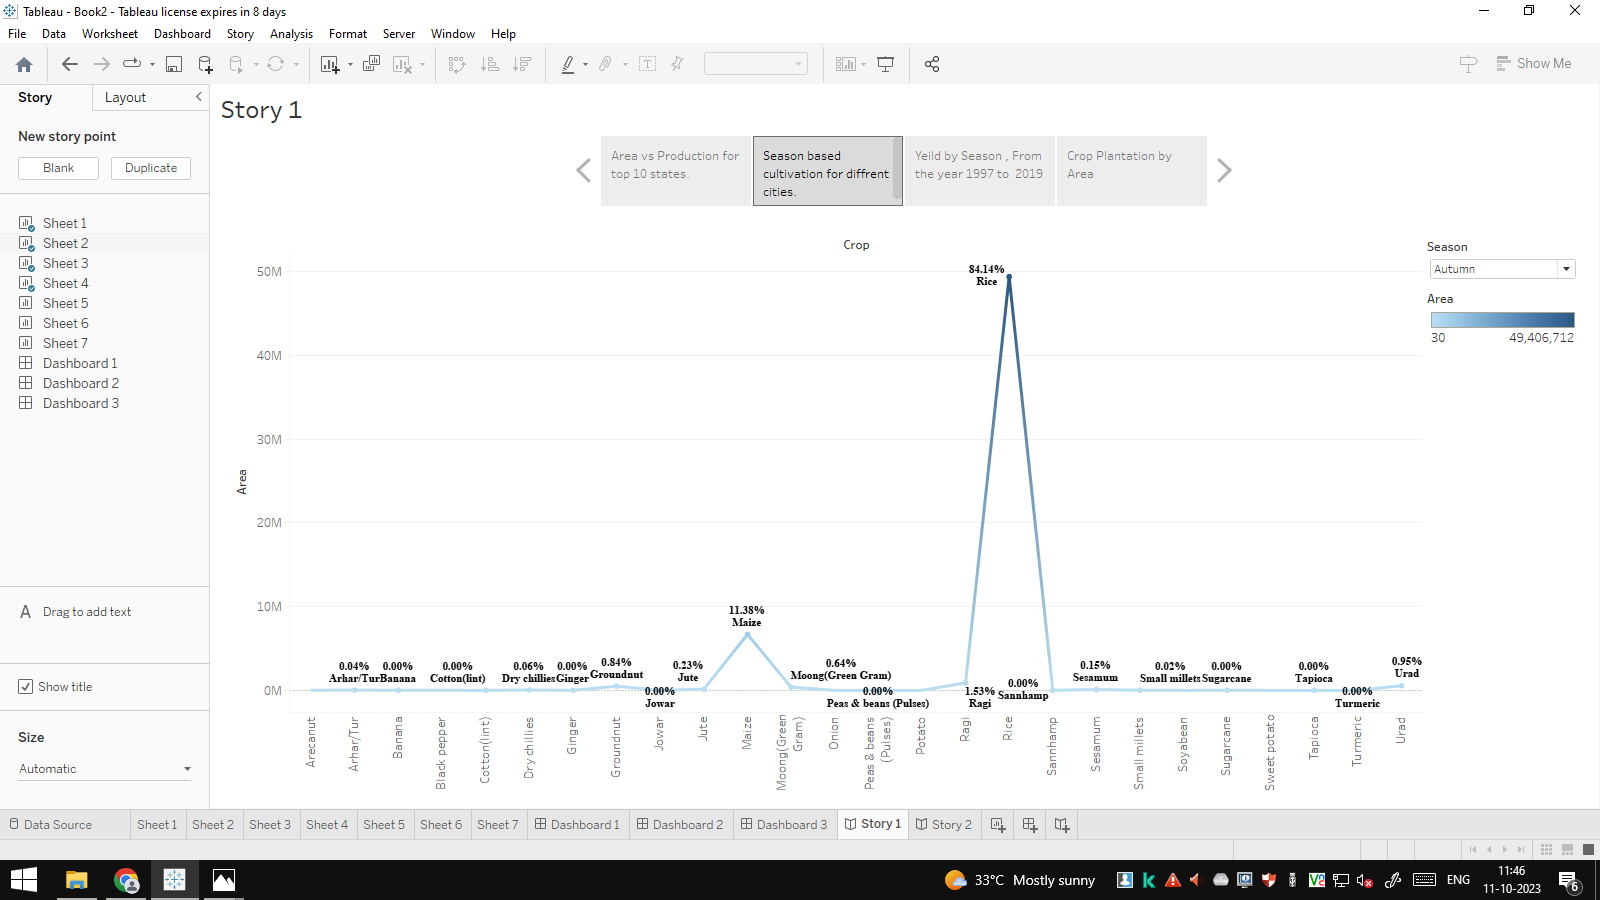 Tableau - Book2 - Tableau license expires in 8 days
File Data Worksheet Dashboard Story Analysis Format Server Window Help
Show Me
Story Layout
New story point
Blank Duplicate
Sheet 1
Sheet 2
Sheet 3
Sheet 4
Sheet 5
Sheet 6
Sheet 7
Dashboard 1
Dashboard 2
Dashboard 3
A Drag to add text
Show title
Size
Automatic
Story 1
Area vs Production for
top 10 states.
Season based
cultivation for diffrent
cities.
Yeild by Season , From
the year 1997 to 2019
Crop Plantation by
Area
Crop
Season
Autumn
Area
30 49,406,712
Area
50M
40M
30M
20M
10M
0M
0.04%
Arhar/Tur
0.00%
Banana
0.00%
Cotton(lint)
0.06%
Dry chillies
0.00%
Ginger
0.84%
Groundnut
0.00%
Jowar
0.23%
Jute
11.38%
Maize
0.64%
Moong(Green Gram)
0.00%
Peas & beans (Pulses)
1.53%
Ragi
84.14%
Rice
0.00%
Sannhamp
0.15%
Sesamum
0.02%
Small millets
0.00%
Sugarcane
0.00%
Tapioca
0.00%
Turmeric
0.95%
Urad
Arecanut
Arhar/Tur
Banana
Black pepper
Cotton(lint)
Dry chillies
Ginger
Groundnut
Jowar
Jute
Maize
Moong(Green
Gram)
Onion
Peas & beans
(Pulses)
Potato
Ragi
Rice
Sannhamp
Sesamum
Small millets
Soyabean
Sugarcane
Sweet potato
Tapioca
Turmeric
Urad
Data Source Sheet 1 Sheet 2 Sheet 3 Sheet 4 Sheet 5 Sheet 6 Sheet 7 Dashboard 1 Dashboard 2 Dashboard 3 Story 1 Story 2
33°C Mostly sunny
ENG
11:46
11-10-2023
6